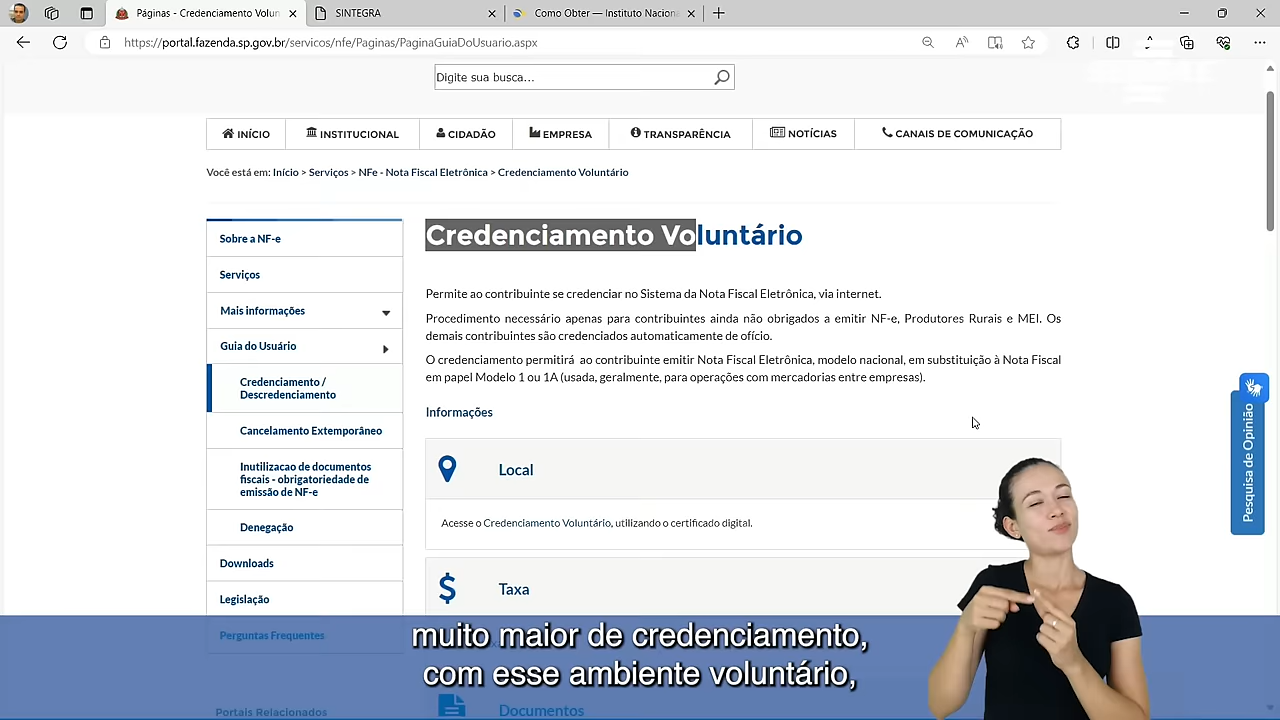 Páginas - Credenciamento Volun
SINTEGRA
Como Obter — Instituto Naciona
https://portal.fazenda.sp.gov.br/servicos/nfe/Paginas/PaginaGuiaDoUsuario.aspx
Digite sua busca...
INÍCIO
INSTITUCIONAL
CIDADÃO
EMPRESA
TRANSPARÊNCIA
NOTÍCIAS
CANAIS DE COMUNICAÇÃO
Você está em: Início > Serviços > NFe - Nota Fiscal Eletrônica > Credenciamento Voluntário
Sobre a NF-e
Serviços
Mais informações
Guia do Usuário
Credenciamento /
Descredenciamento
Cancelamento Extemporâneo
Inutilizacao de documentos
fiscais - obrigatoriedade de
emissão de NF-e
Denegação
Downloads
Legislação
Perguntas Frequentes
Portais Relacionados
Credenciamento Voluntário
Permite ao contribuinte se credenciar no Sistema da Nota Fiscal Eletrônica, via internet.
Procedimento necessário apenas para contribuintes ainda não obrigados a emitir NF-e, Produtores Rurais e MEI. Os
demais contribuintes são credenciados automaticamente de ofício.
O credenciamento permitirá ao contribuinte emitir Nota Fiscal Eletrônica, modelo nacional, em substituição à Nota Fiscal
em papel Modelo 1 ou 1A (usada, geralmente, para operações com mercadorias entre empresas).
Informações
Local
Acesse o Credenciamento Voluntário, utilizando o certificado digital.
Taxa
Documentos
Pesquisa de Opinião
muito maior de credenciamento,
com esse ambiente voluntário,